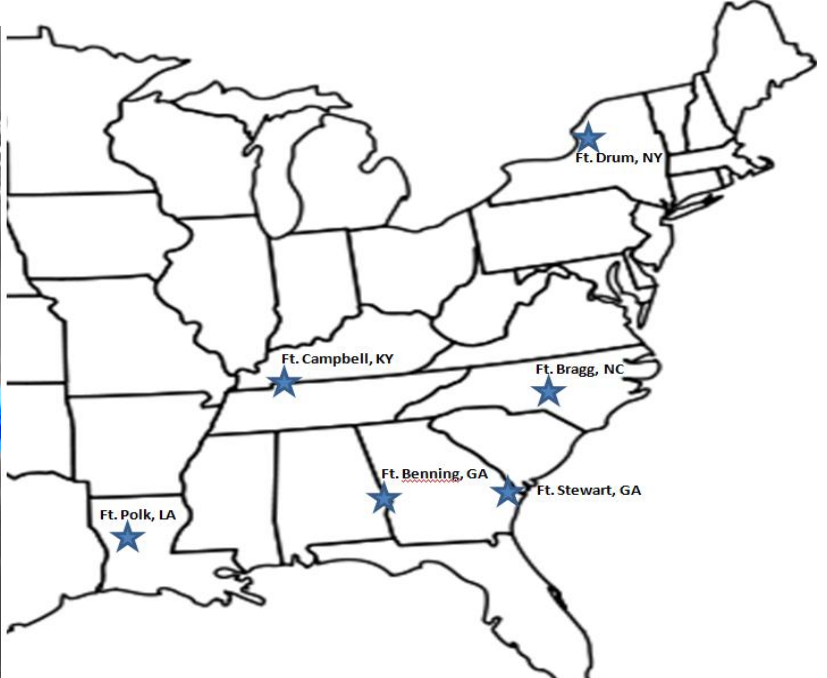 Ft. Drum, NY
Ft. Campbell, KY
Ft. Bragg, NC
Ft. Benning, GA
Ft. Stewart, GA
Ft. Polk, LA